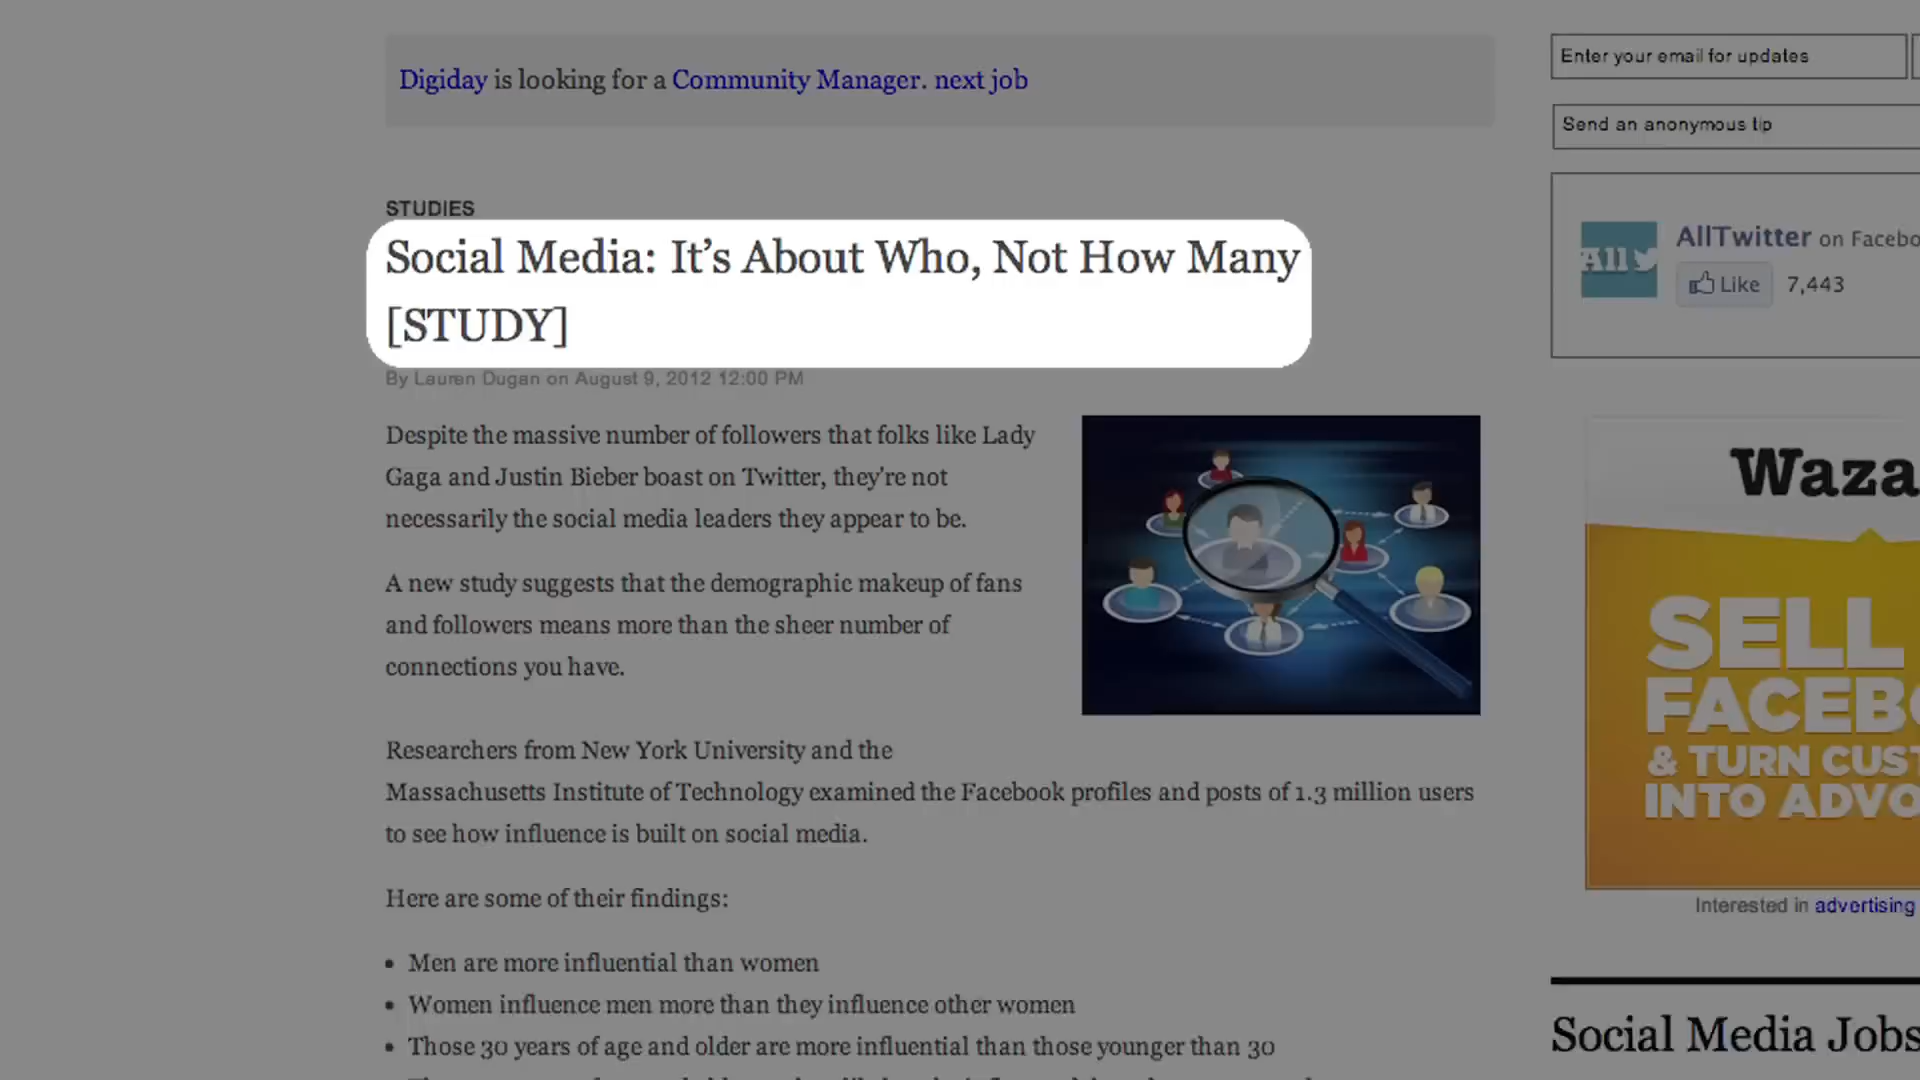 Digiday is looking for a Community Manager. next job
STUDIES
Social Media: It’s About Who, Not How Many
[STUDY]
By Lauren Dugan on August 9, 2012 12:00 PM
Despite the massive number of followers that folks like Lady
Gaga and Justin Bieber boast on Twitter, they're not
necessarily the social media leaders they appear to be.
A new study suggests that the demographic makeup of fans
and followers means more than the sheer number of
connections you have.
Researchers from New York University and the
Massachusetts Institute of Technology examined the Facebook profiles and posts of 1.3 million users
to see how influence is built on social media.
Here are some of their findings:
• Men are more influential than women
• Women influence men more than they influence other women
• Those 30 years of age and older are more influential than those younger than 30
Enter your email for updates
Send an anonymous tip
All
AllTwitter on Facebo
Like 7,443
Waza
SELL
FACEB
& TURN CUST
INTO ADVO
Interested in advertising
Social Media Jobs